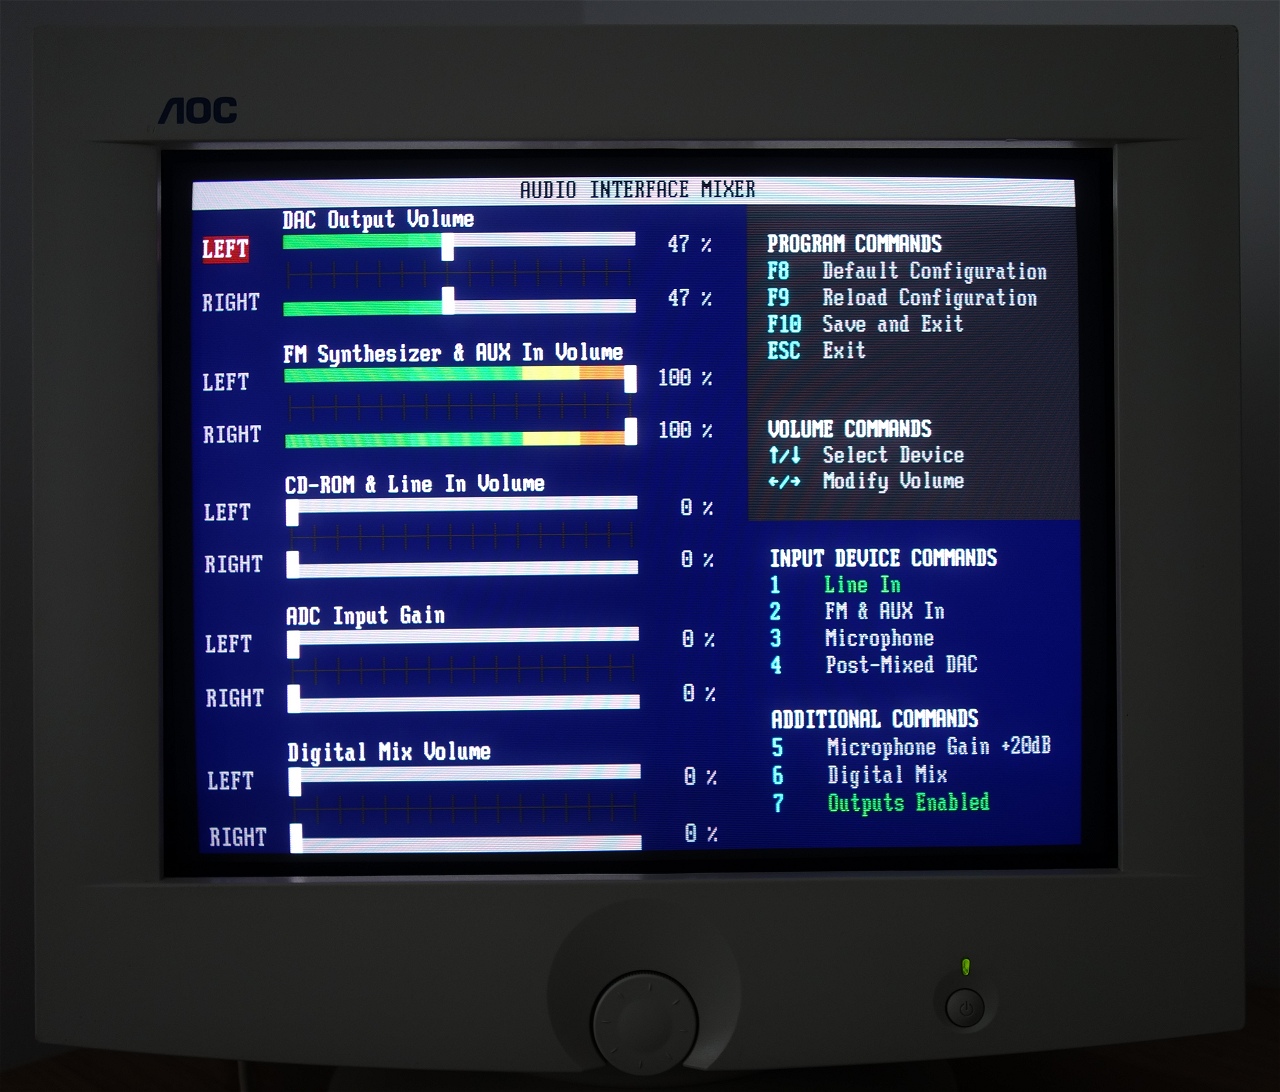 AOC
AUDIO INTERFACE MIXER
DAC Output Volume
LEFT 47 %
RIGHT 47 %
FM Synthesizer & AUX In Volume
LEFT 100 %
RIGHT 100 %
CD-ROM & Line In Volume
LEFT 0 %
RIGHT 0 %
ADC Input Gain
LEFT 0 %
RIGHT 0 %
Digital Mix Volume
LEFT 0 %
RIGHT 0 %
PROGRAM COMMANDS
F8 Default Configuration
F9 Reload Configuration
F10 Save and Exit
ESC Exit
VOLUME COMMANDS
↑/↓ Select Device
←/→ Modify Volume
INPUT DEVICE COMMANDS
1 Line In
2 FM & AUX In
3 Microphone
4 Post-Mixed DAC
ADDITIONAL COMMANDS
5 Microphone Gain +20dB
6 Digital Mix
7 Outputs Enabled